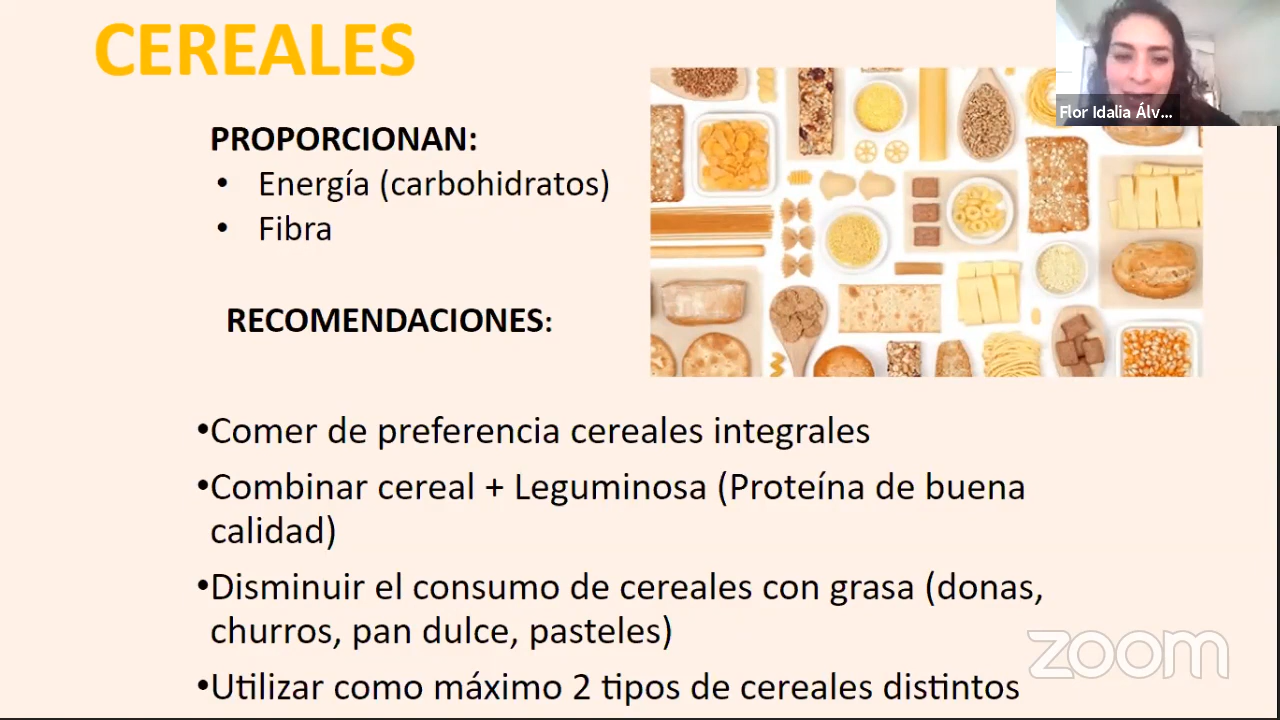 CEREALES
Flor Idalia Álv...
PROPORCIONAN:
• Energía (carbohidratos)
• Fibra
RECOMENDACIONES:
•Comer de preferencia cereales integrales
•Combinar cereal + Leguminosa (Proteína de buena
calidad)
•Disminuir el consumo de cereales con grasa (donas,
churros, pan dulce, pasteles)
zoom
•Utilizar como máximo 2 tipos de cereales distintos